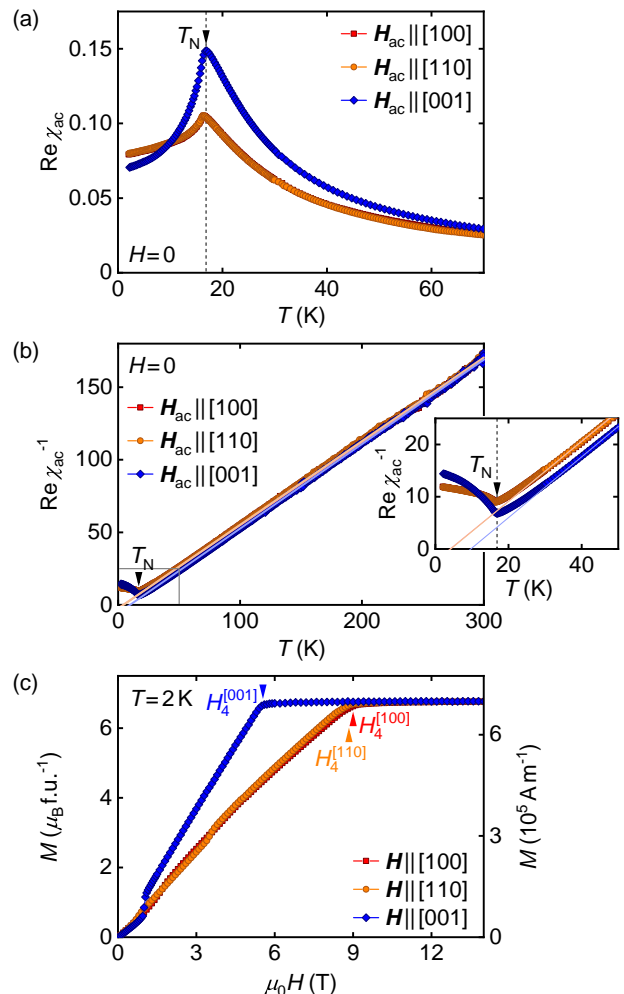 (a)
T_N
H_ac||[100]
H_ac||[110]
H_ac||[001]
0.15
0.10
0.05
0
Re χ_ac
H=0
0 20 40 60
T (K)
(b)
H=0
H_ac||[100]
H_ac||[110]
H_ac||[001]
150
100
50
0
Re χ_ac^-1
T_N
0 100 200 300
T (K)
20
10
0
Re χ_ac^-1
T_N
0 20 40
T (K)
(c)
T=2 K
H_4^[001]
H_4^[100]
H_4^[110]
6
4
2
0
M (μ_B f.u.^-1)
6
3
0
M (10^5 A m^-1)
H||[100]
H||[110]
H||[001]
0 3 6 9 12
μ_0H (T)